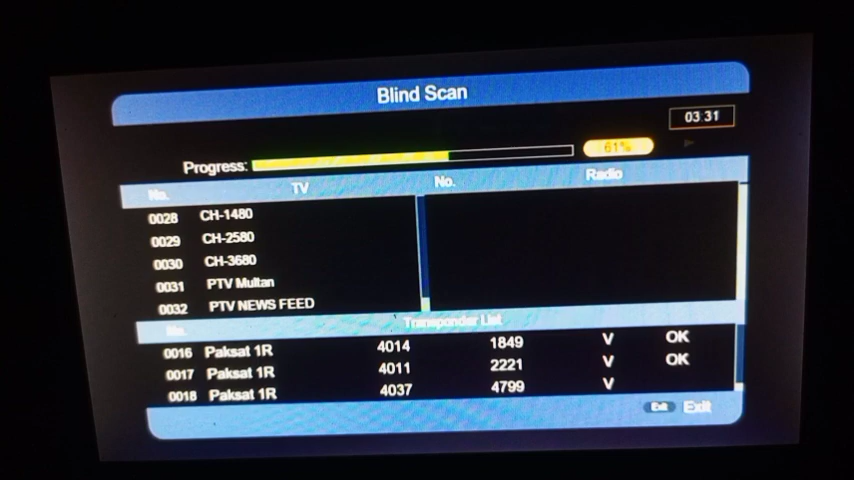 Blind Scan
03:31
Progress: 61%
No. TV No. Radio
0028 CH-1480
0029 CH-2580
0030 CH-3680
0031 PTV Multan
0032 PTV NEWS FEED
No. Transponder List
0016 Paksat 1R 4014 1849 V OK
0017 Paksat 1R 4011 2221 V OK
0018 Paksat 1R 4037 4799 V
Exit Exit